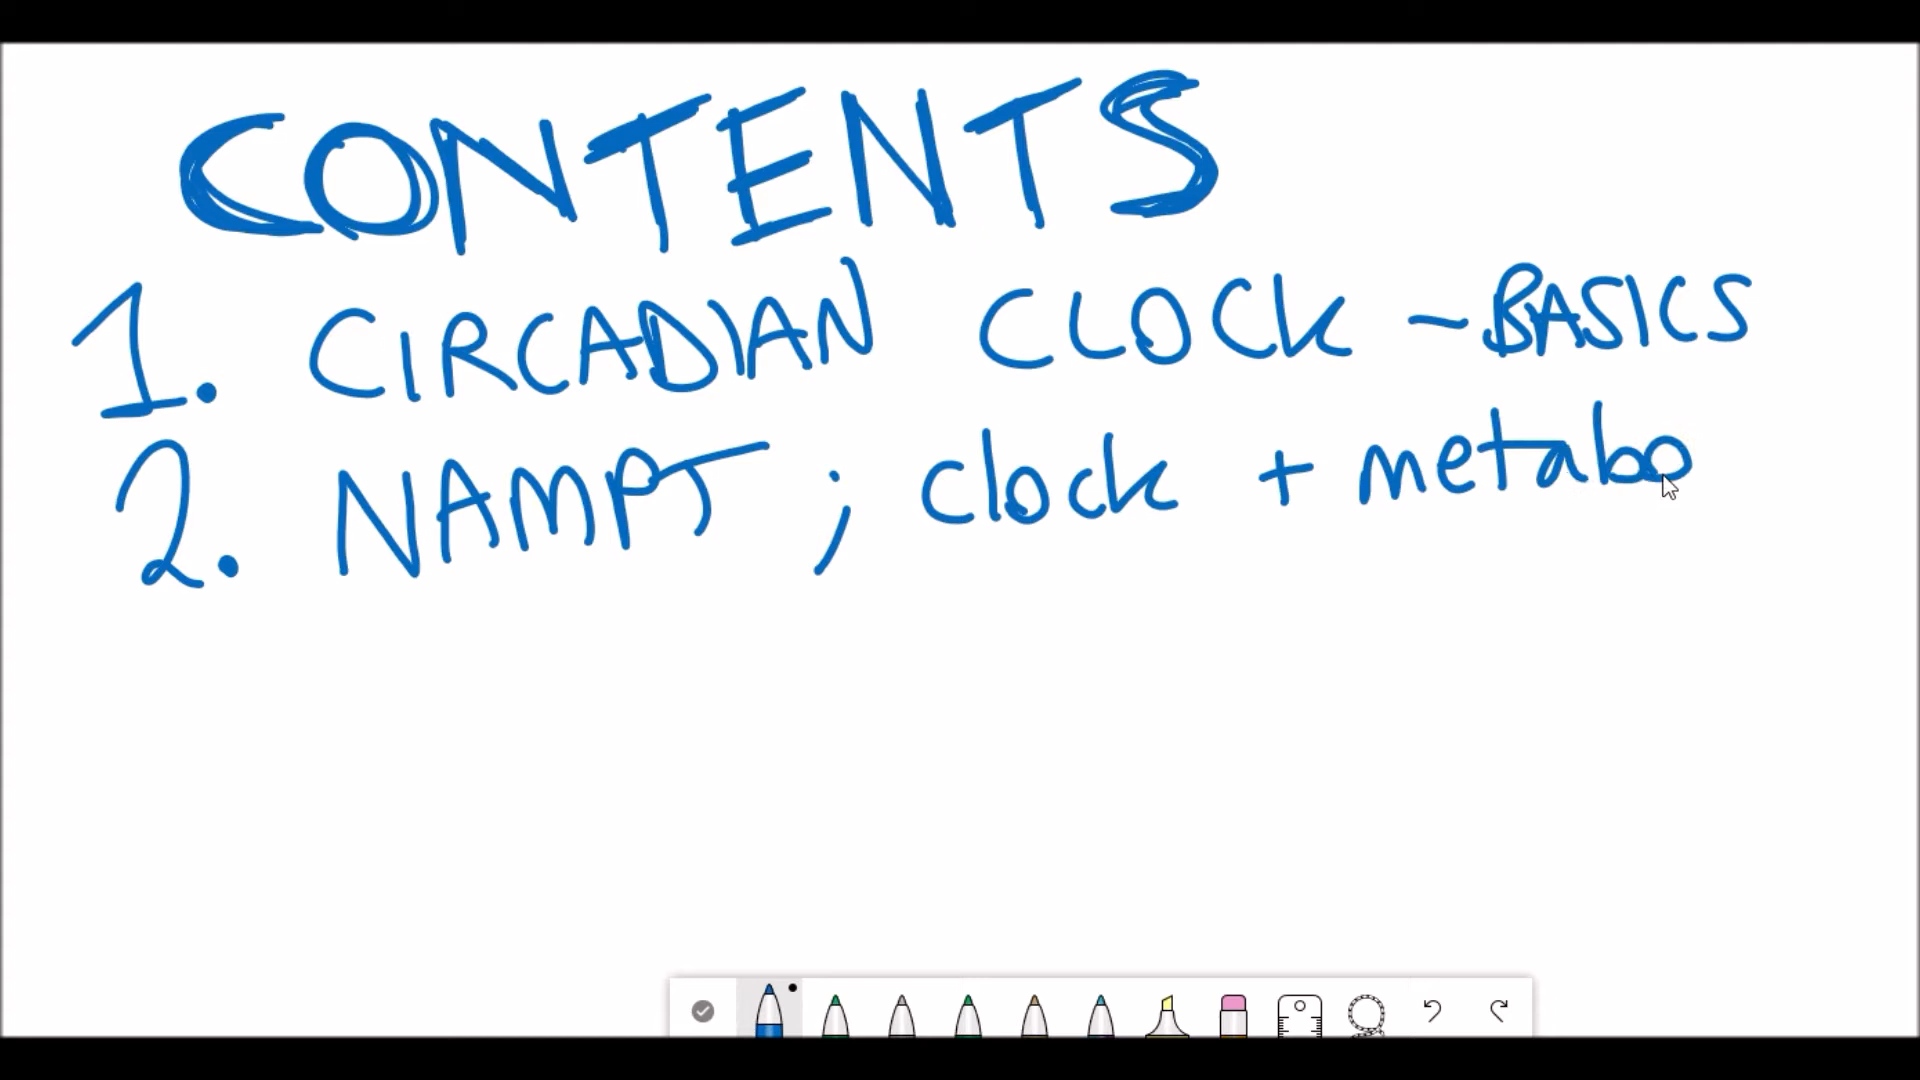 CONTENTS
1. CIRCADIAN CLOCK - BASICS
2. NAMPT ; clock + metabo